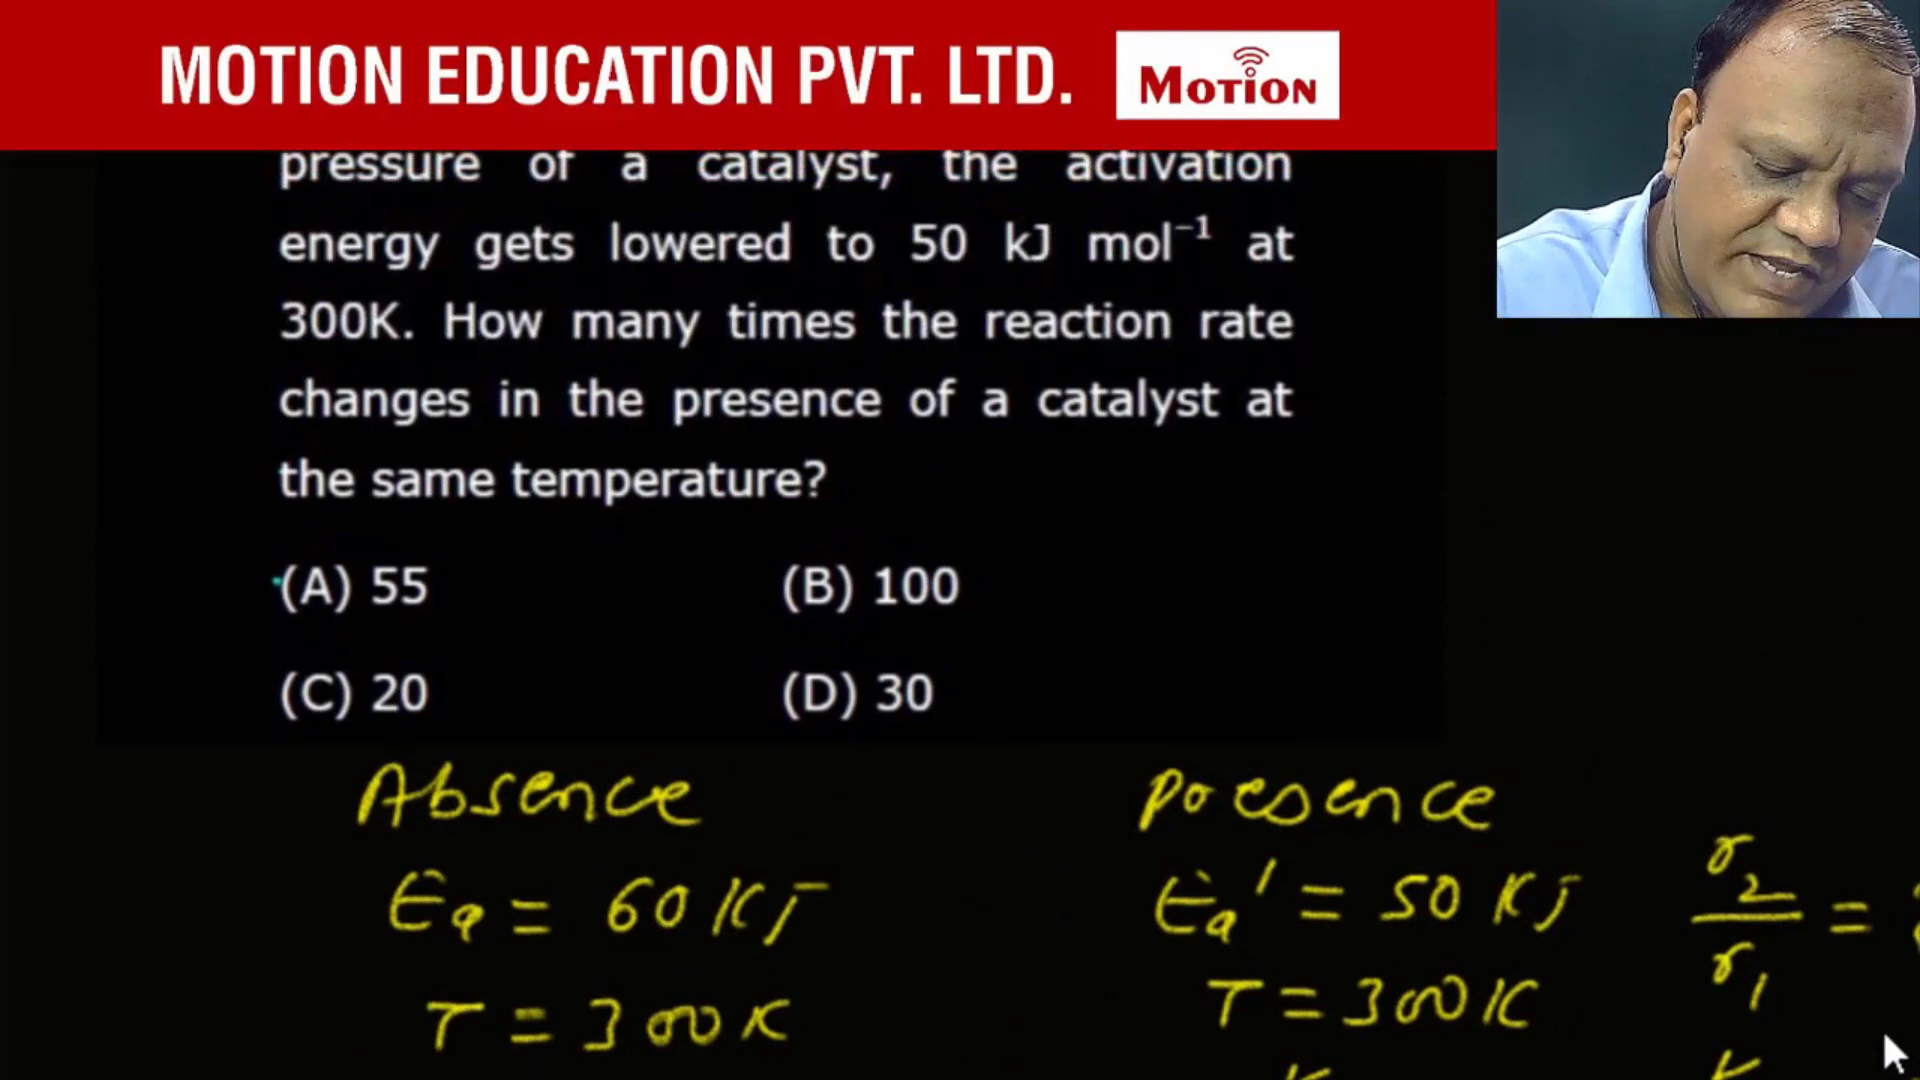 MOTION EDUCATION PVT. LTD.
MOTION
pressure of a catalyst, the activation
energy gets lowered to 50 kJ mol⁻¹ at
300K. How many times the reaction rate
changes in the presence of a catalyst at
the same temperature?
(A) 55 (B) 100
(C) 20 (D) 30
Absence Presence
Ea = 60 KJ Ea' = 50 KJ r₂/r₁ =
T = 300 K T = 300 K